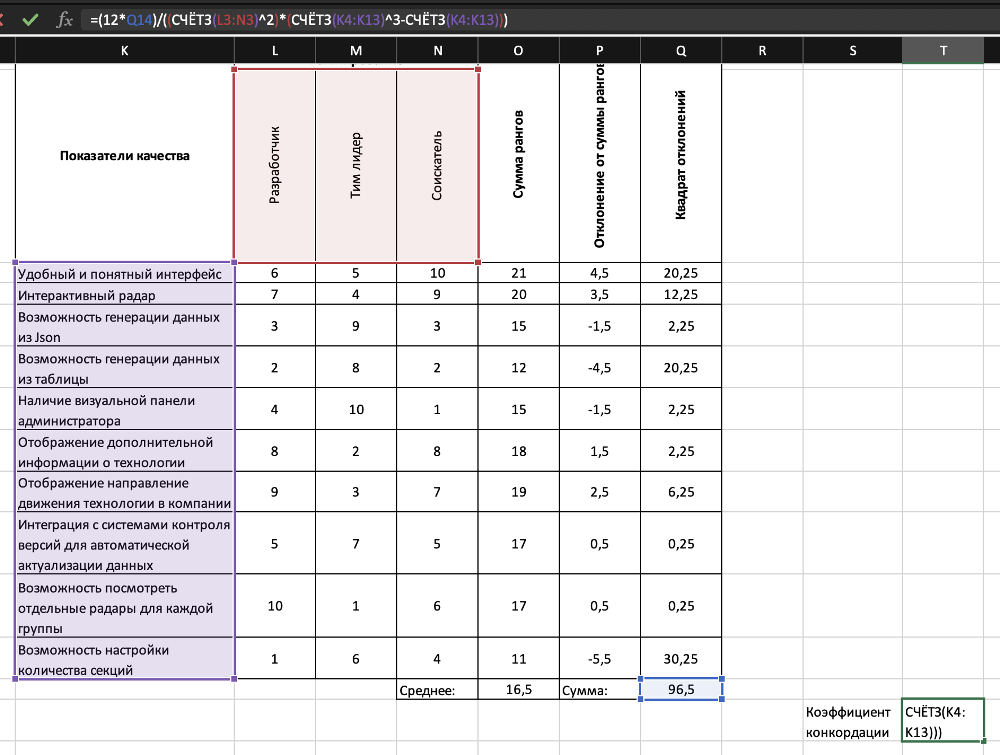 fx =(12*Q14)/((СЧЁТЗ(L3:N3)^2)*(СЧЁТЗ(K4:K13)^3-СЧЁТЗ(K4:K13)))
K L M N O P Q R S T
Показатели качества
Разработчик
Тим лидер
Соискатель
Сумма рангов
Отклонение от суммы рангов
Квадрат отклонений
Удобный и понятный интерфейс 6 5 10 21 4,5 20,25
Интерактивный радар 7 4 9 20 3,5 12,25
Возможность генерации данных
из Json 3 9 3 15 -1,5 2,25
Возможность генерации данных
из таблицы 2 8 2 12 -4,5 20,25
Наличие визуальной панели
администратора 4 10 1 15 -1,5 2,25
Отображение дополнительной
информации о технологии 8 2 8 18 1,5 2,25
Отображение направление
движения технологии в компании 9 3 7 19 2,5 6,25
Интеграция с системами контроля
версий для автоматической
актуализации данных 5 7 5 17 0,5 0,25
Возможность посмотреть
отдельные радары для каждой
группы 10 1 6 17 0,5 0,25
Возможность настройки
количества секций 1 6 4 11 -5,5 30,25
Среднее: 16,5 Сумма: 96,5
Коэффициент
конкордации
СЧЁТЗ(K4:
K13)))